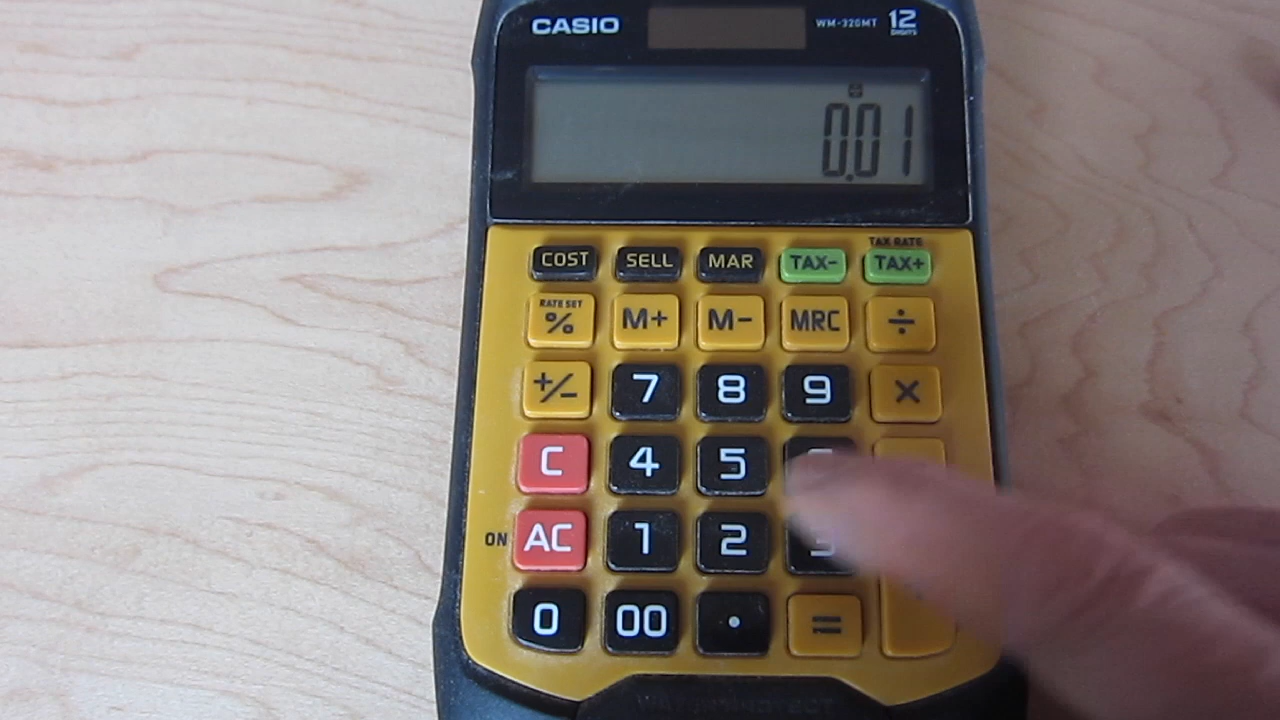 CASIO WM-320MT 12
DIGITS
0.01
TAX RATE
COST SELL MAR TAX- TAX+
RATE SET
% M+ M- MRC ÷
+/- 7 8 9 ×
C 4 5
ON AC 1 2 3
0 00 . =